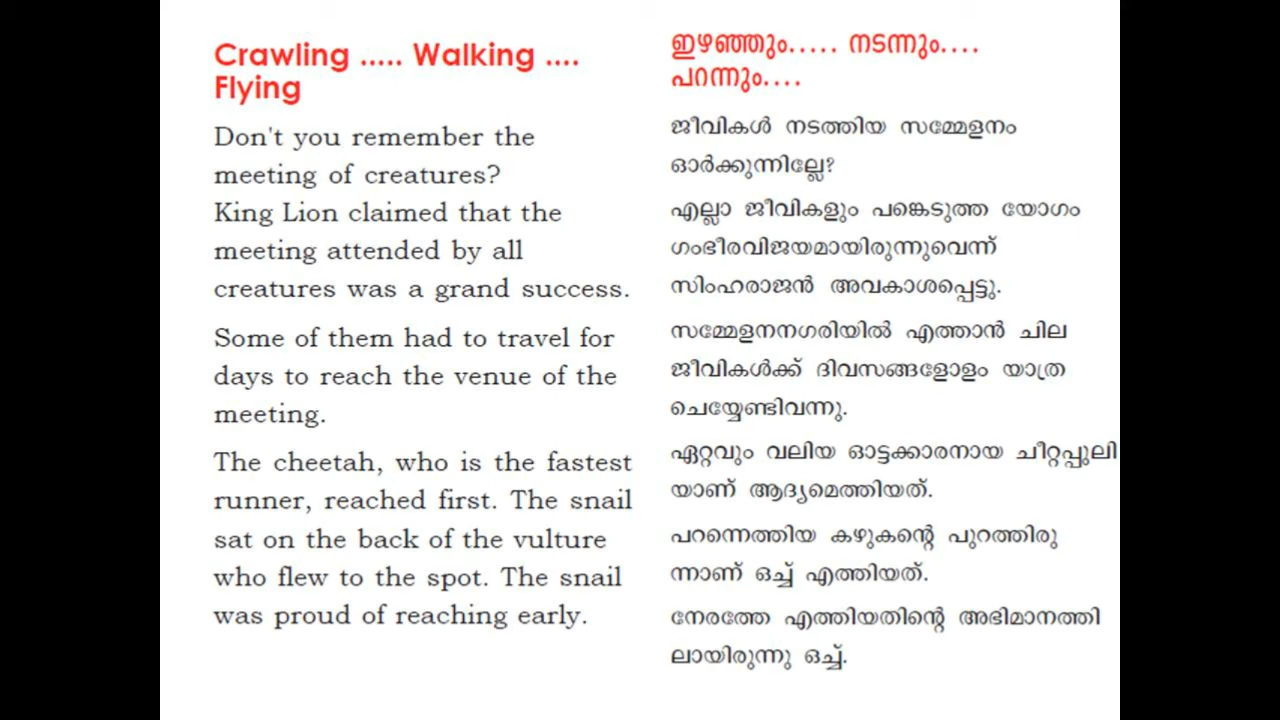 Crawling ..... Walking ....
Flying
Don't you remember the
meeting of creatures?
King Lion claimed that the
meeting attended by all
creatures was a grand success.
Some of them had to travel for
days to reach the venue of the
meeting.
The cheetah, who is the fastest
runner, reached first. The snail
sat on the back of the vulture
who flew to the spot. The snail
was proud of reaching early.
ഇഴഞ്ഞും..... നടന്നും....
പറന്നും....
ജീവികൾ നടത്തിയ സമ്മേളനം
ഓർക്കുന്നില്ലേ?
എല്ലാ ജീവികളും പങ്കെടുത്ത യോഗം
ഗംഭീരവിജയമായിരുന്നുവെന്ന്
സിംഹരാജൻ അവകാശപ്പെട്ടു.
സമ്മേളനനഗരിയിൽ എത്താൻ ചില
ജീവികൾക്ക് ദിവസങ്ങളോളം യാത്ര
ചെയ്യേണ്ടിവന്നു.
ഏറ്റവും വലിയ ഓട്ടക്കാരനായ ചീറ്റപ്പുലി
യാണ് ആദ്യമെത്തിയത്.
പറന്നെത്തിയ കഴുകന്റെ പുറത്തിരു
ന്നാണ് ഒച്ച് എത്തിയത്.
നേരത്തേ എത്തിയതിന്റെ അഭിമാനത്തി
ലായിരുന്നു ഒച്ച്.